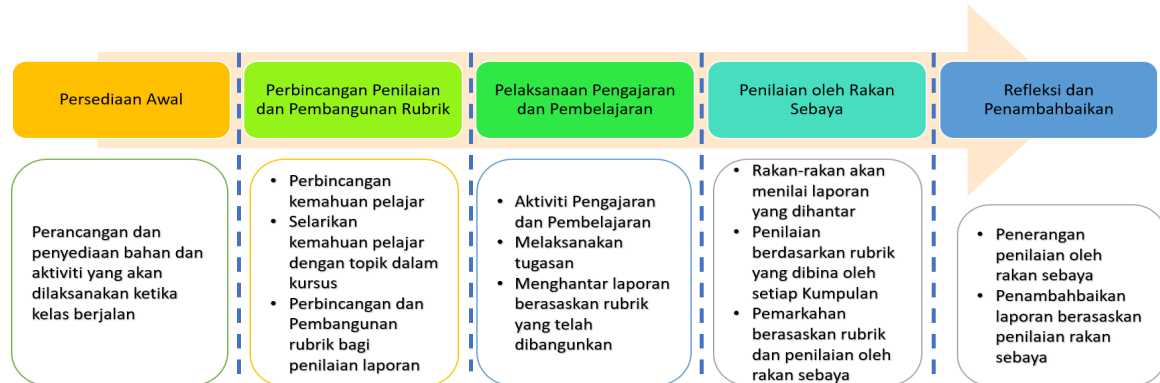 Persediaan Awal
Perbincangan Penilaian
dan Pembangunan Rubrik
Pelaksanaan Pengajaran
dan Pembelajaran
Penilaian oleh Rakan
Sebaya
Refleksi dan
Penambahbaikan
Perancangan dan
penyediaan bahan dan
aktiviti yang akan
dilaksanakan ketika
kelas berjalan
• Perbincangan
kemahuan pelajar
• Selarikan
kemahuan pelajar
dengan topik dalam
kursus
• Perbincangan dan
Pembangunan
rubrik bagi
penilaian laporan
• Aktiviti Pengajaran
dan Pembelajaran
• Melaksanakan
tugasan
• Menghantar laporan
berasaskan rubrik
yang telah
dibangunkan
• Rakan-rakan akan
menilai laporan
yang dihantar
• Penilaian
berdasarkan rubrik
yang dibina oleh
setiap Kumpulan
• Pemarkahan
berasaskan rubrik
dan penilaian oleh
rakan sebaya
• Penerangan
penilaian oleh
rakan sebaya
• Penambahbaikan
laporan berasaskan
penilaian rakan
sebaya